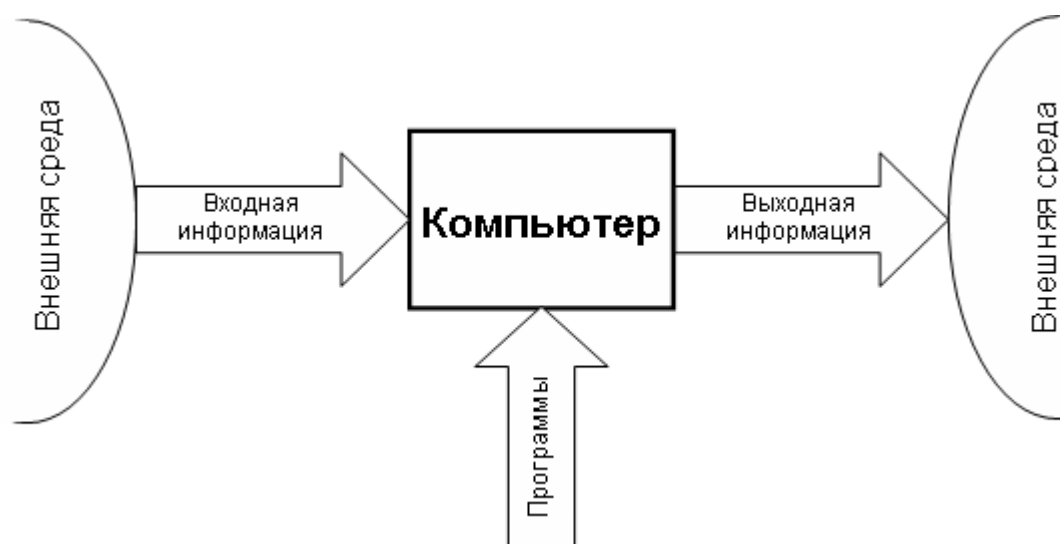 Внешняя среда
Входная
информация
Компьютер
Выходная
информация
Внешняя среда
Программы